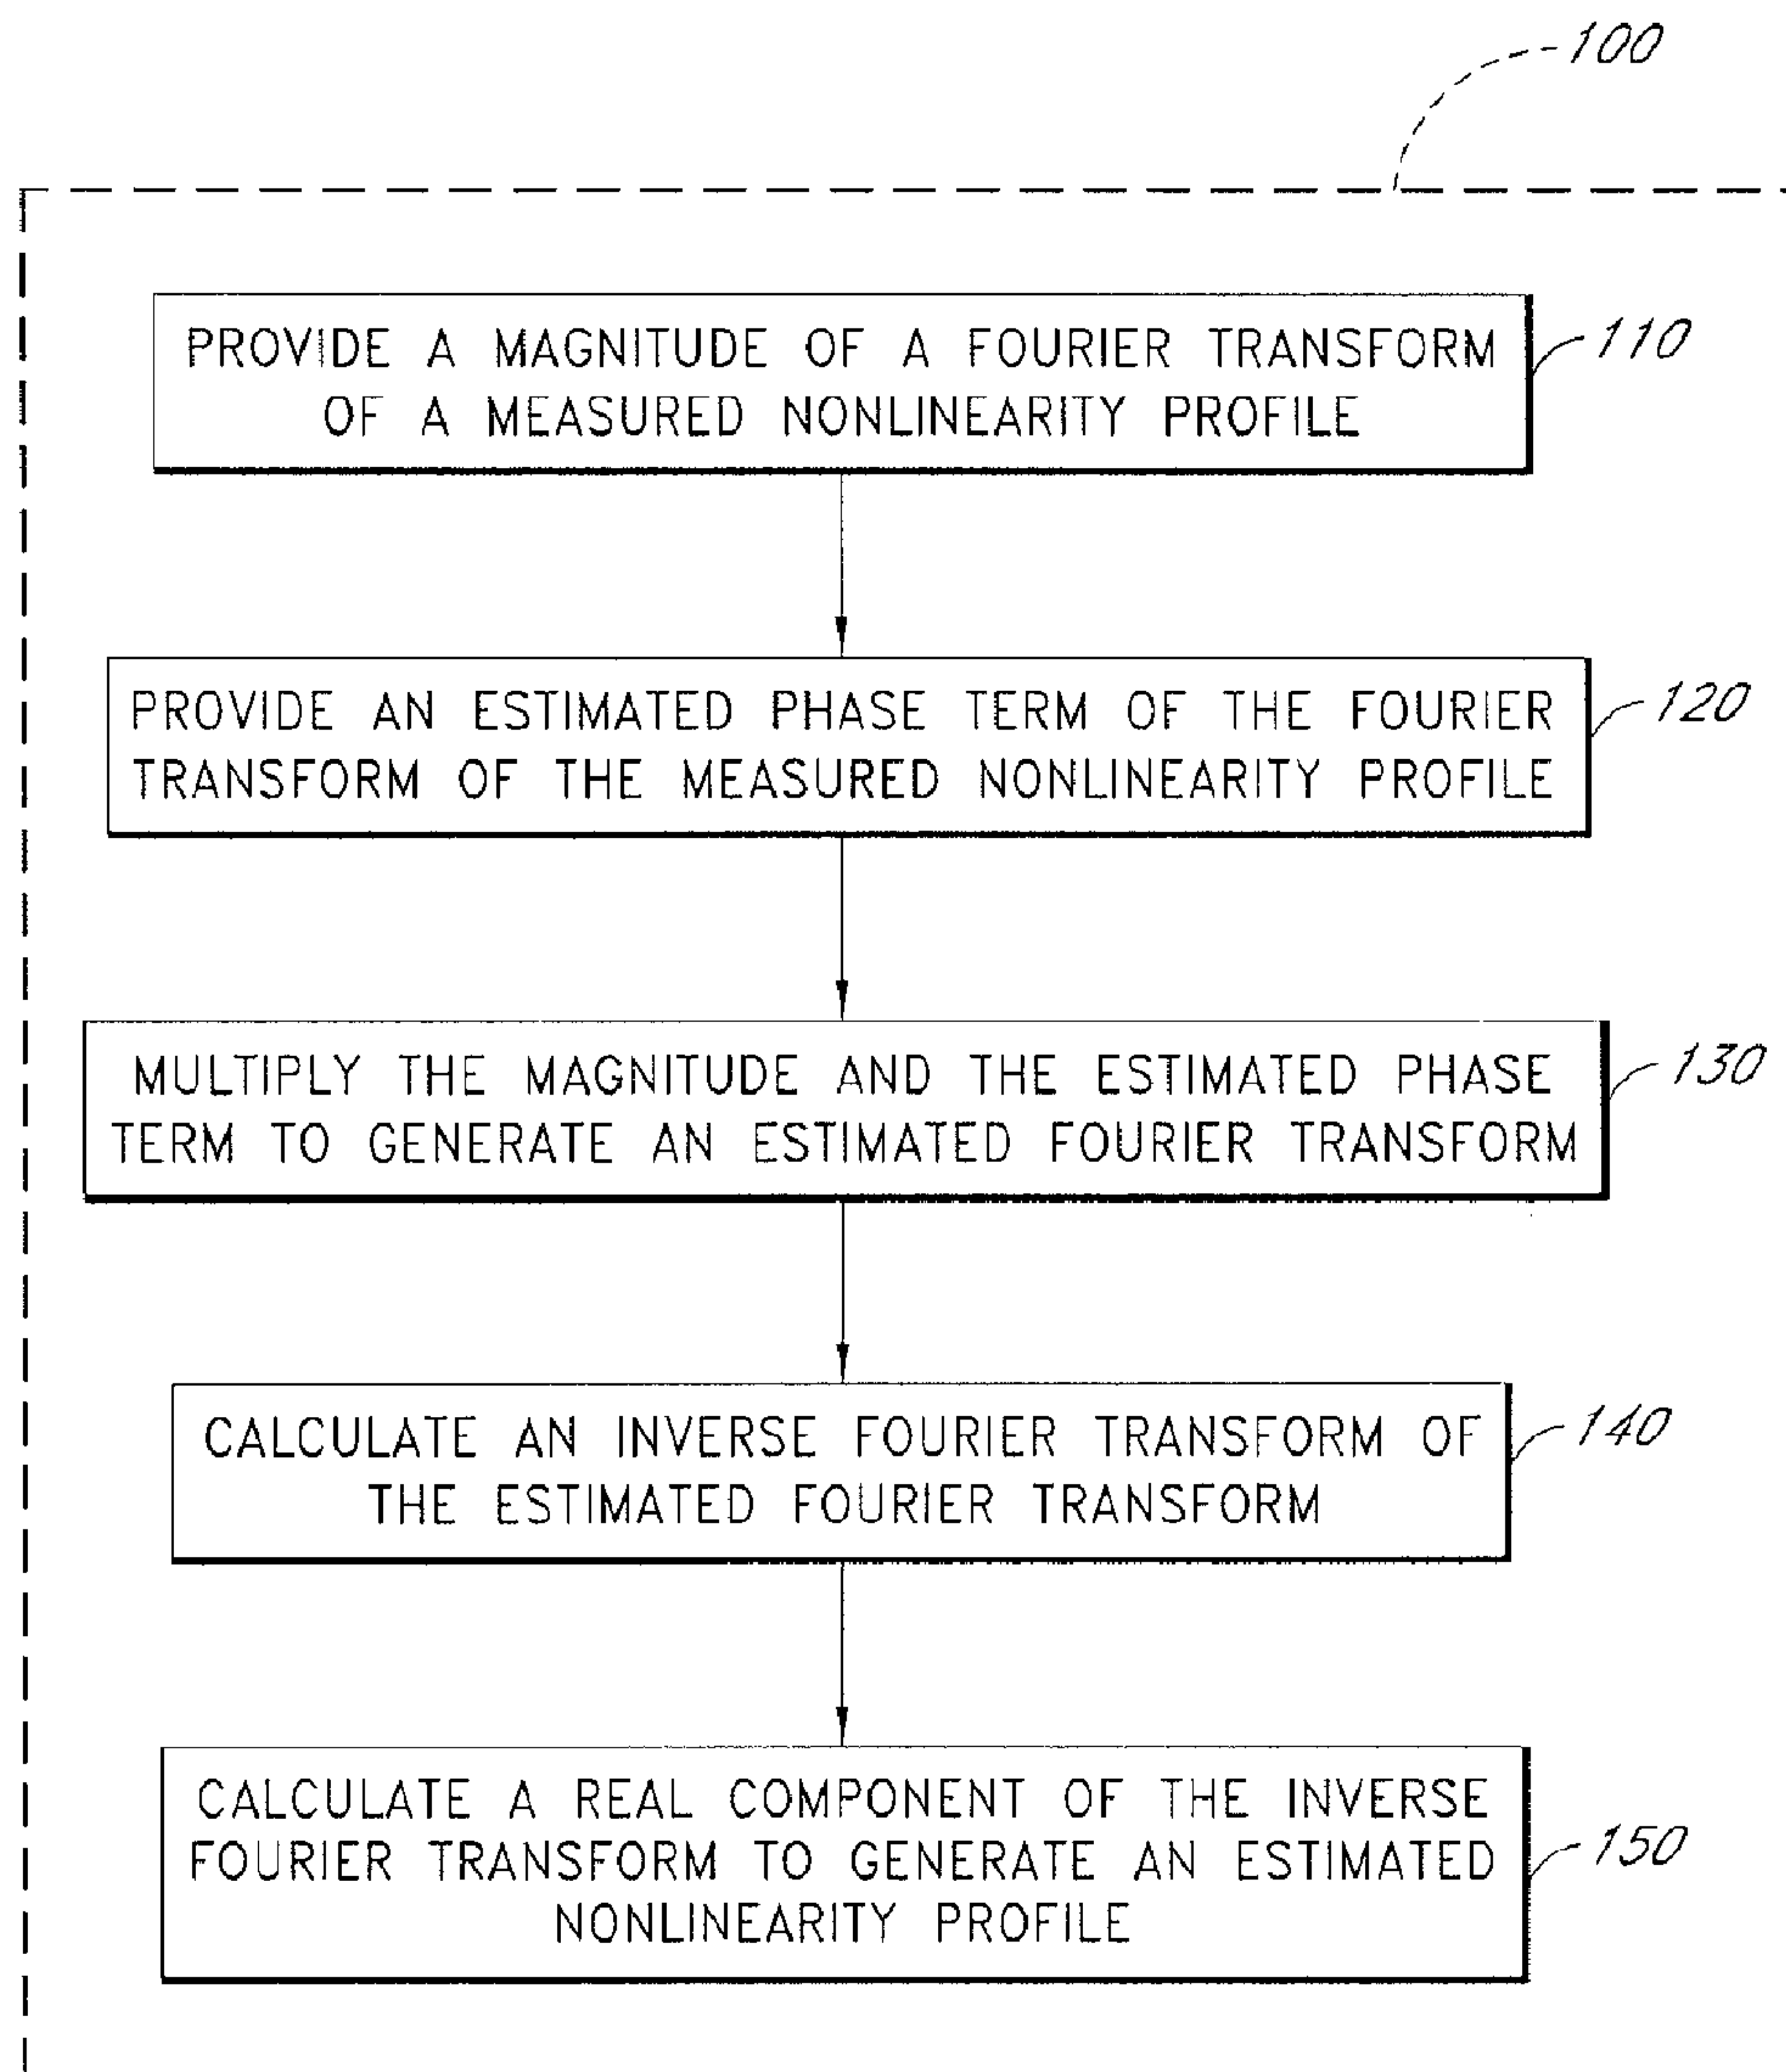 100
PROVIDE A MAGNITUDE OF A FOURIER TRANSFORM
OF A MEASURED NONLINEARITY PROFILE
110
PROVIDE AN ESTIMATED PHASE TERM OF THE FOURIER
TRANSFORM OF THE MEASURED NONLINEARITY PROFILE
120
MULTIPLY THE MAGNITUDE AND THE ESTIMATED PHASE
TERM TO GENERATE AN ESTIMATED FOURIER TRANSFORM
130
CALCULATE AN INVERSE FOURIER TRANSFORM OF
THE ESTIMATED FOURIER TRANSFORM
140
CALCULATE A REAL COMPONENT OF THE INVERSE
FOURIER TRANSFORM TO GENERATE AN ESTIMATED
NONLINEARITY PROFILE
150